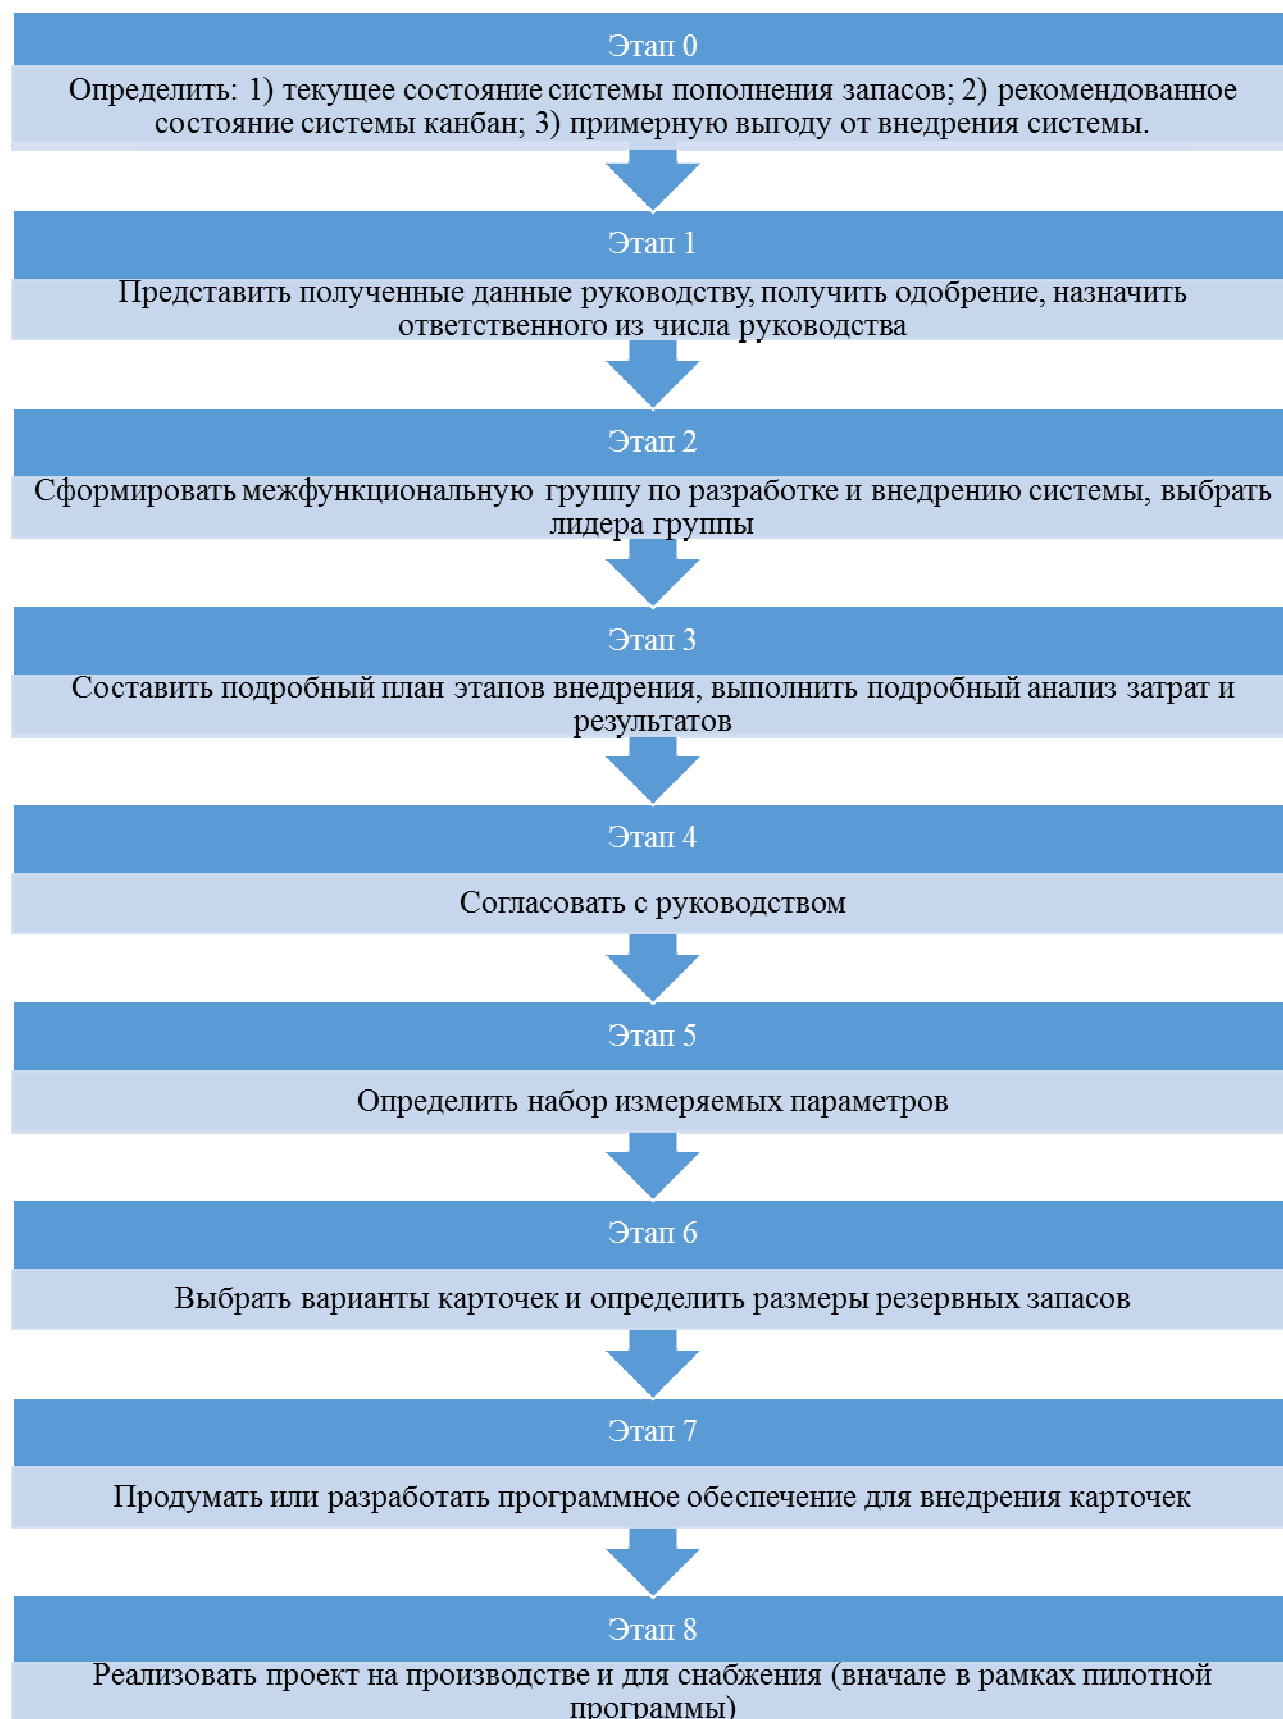 Этап 0
Определить: 1) текущее состояние системы пополнения запасов; 2) рекомендованное
состояние системы канбан; 3) примерную выгоду от внедрения системы.
Этап 1
Представить полученные данные руководству, получить одобрение, назначить
ответственного из числа руководства
Этап 2
Сформировать межфункциональную группу по разработке и внедрению системы, выбрать
лидера группы
Этап 3
Составить подробный план этапов внедрения, выполнить подробный анализ затрат и
результатов
Этап 4
Согласовать с руководством
Этап 5
Определить набор измеряемых параметров
Этап 6
Выбрать варианты карточек и определить размеры резервных запасов
Этап 7
Продумать или разработать программное обеспечение для внедрения карточек
Этап 8
Реализовать проект на производстве и для снабжения (вначале в рамках пилотной
программы)